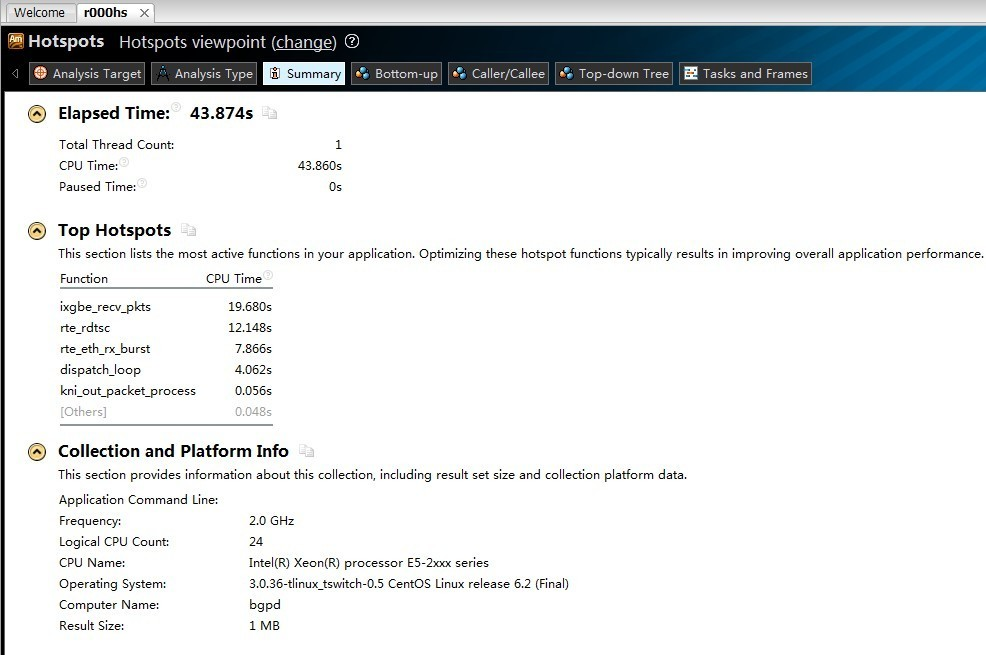 Welcome r000hs
Am Hotspots Hotspots viewpoint (change) ?
Analysis Target Analysis Type Summary Bottom-up Caller/Callee Top-down Tree Tasks and Frames
Elapsed Time: ? 43.874s
Total Thread Count: 1
CPU Time: ? 43.860s
Paused Time: ? 0s
Top Hotspots
This section lists the most active functions in your application. Optimizing these hotspot functions typically results in improving overall application performance.
Function CPU Time ?
ixgbe_recv_pkts 19.680s
rte_rdtsc 12.148s
rte_eth_rx_burst 7.866s
dispatch_loop 4.062s
kni_out_packet_process 0.056s
[Others] 0.048s
Collection and Platform Info
This section provides information about this collection, including result set size and collection platform data.
Application Command Line:
Frequency: 2.0 GHz
Logical CPU Count: 24
CPU Name: Intel(R) Xeon(R) processor E5-2xxx series
Operating System: 3.0.36-tlinux_tswitch-0.5 CentOS Linux release 6.2 (Final)
Computer Name: bgpd
Result Size: 1 MB